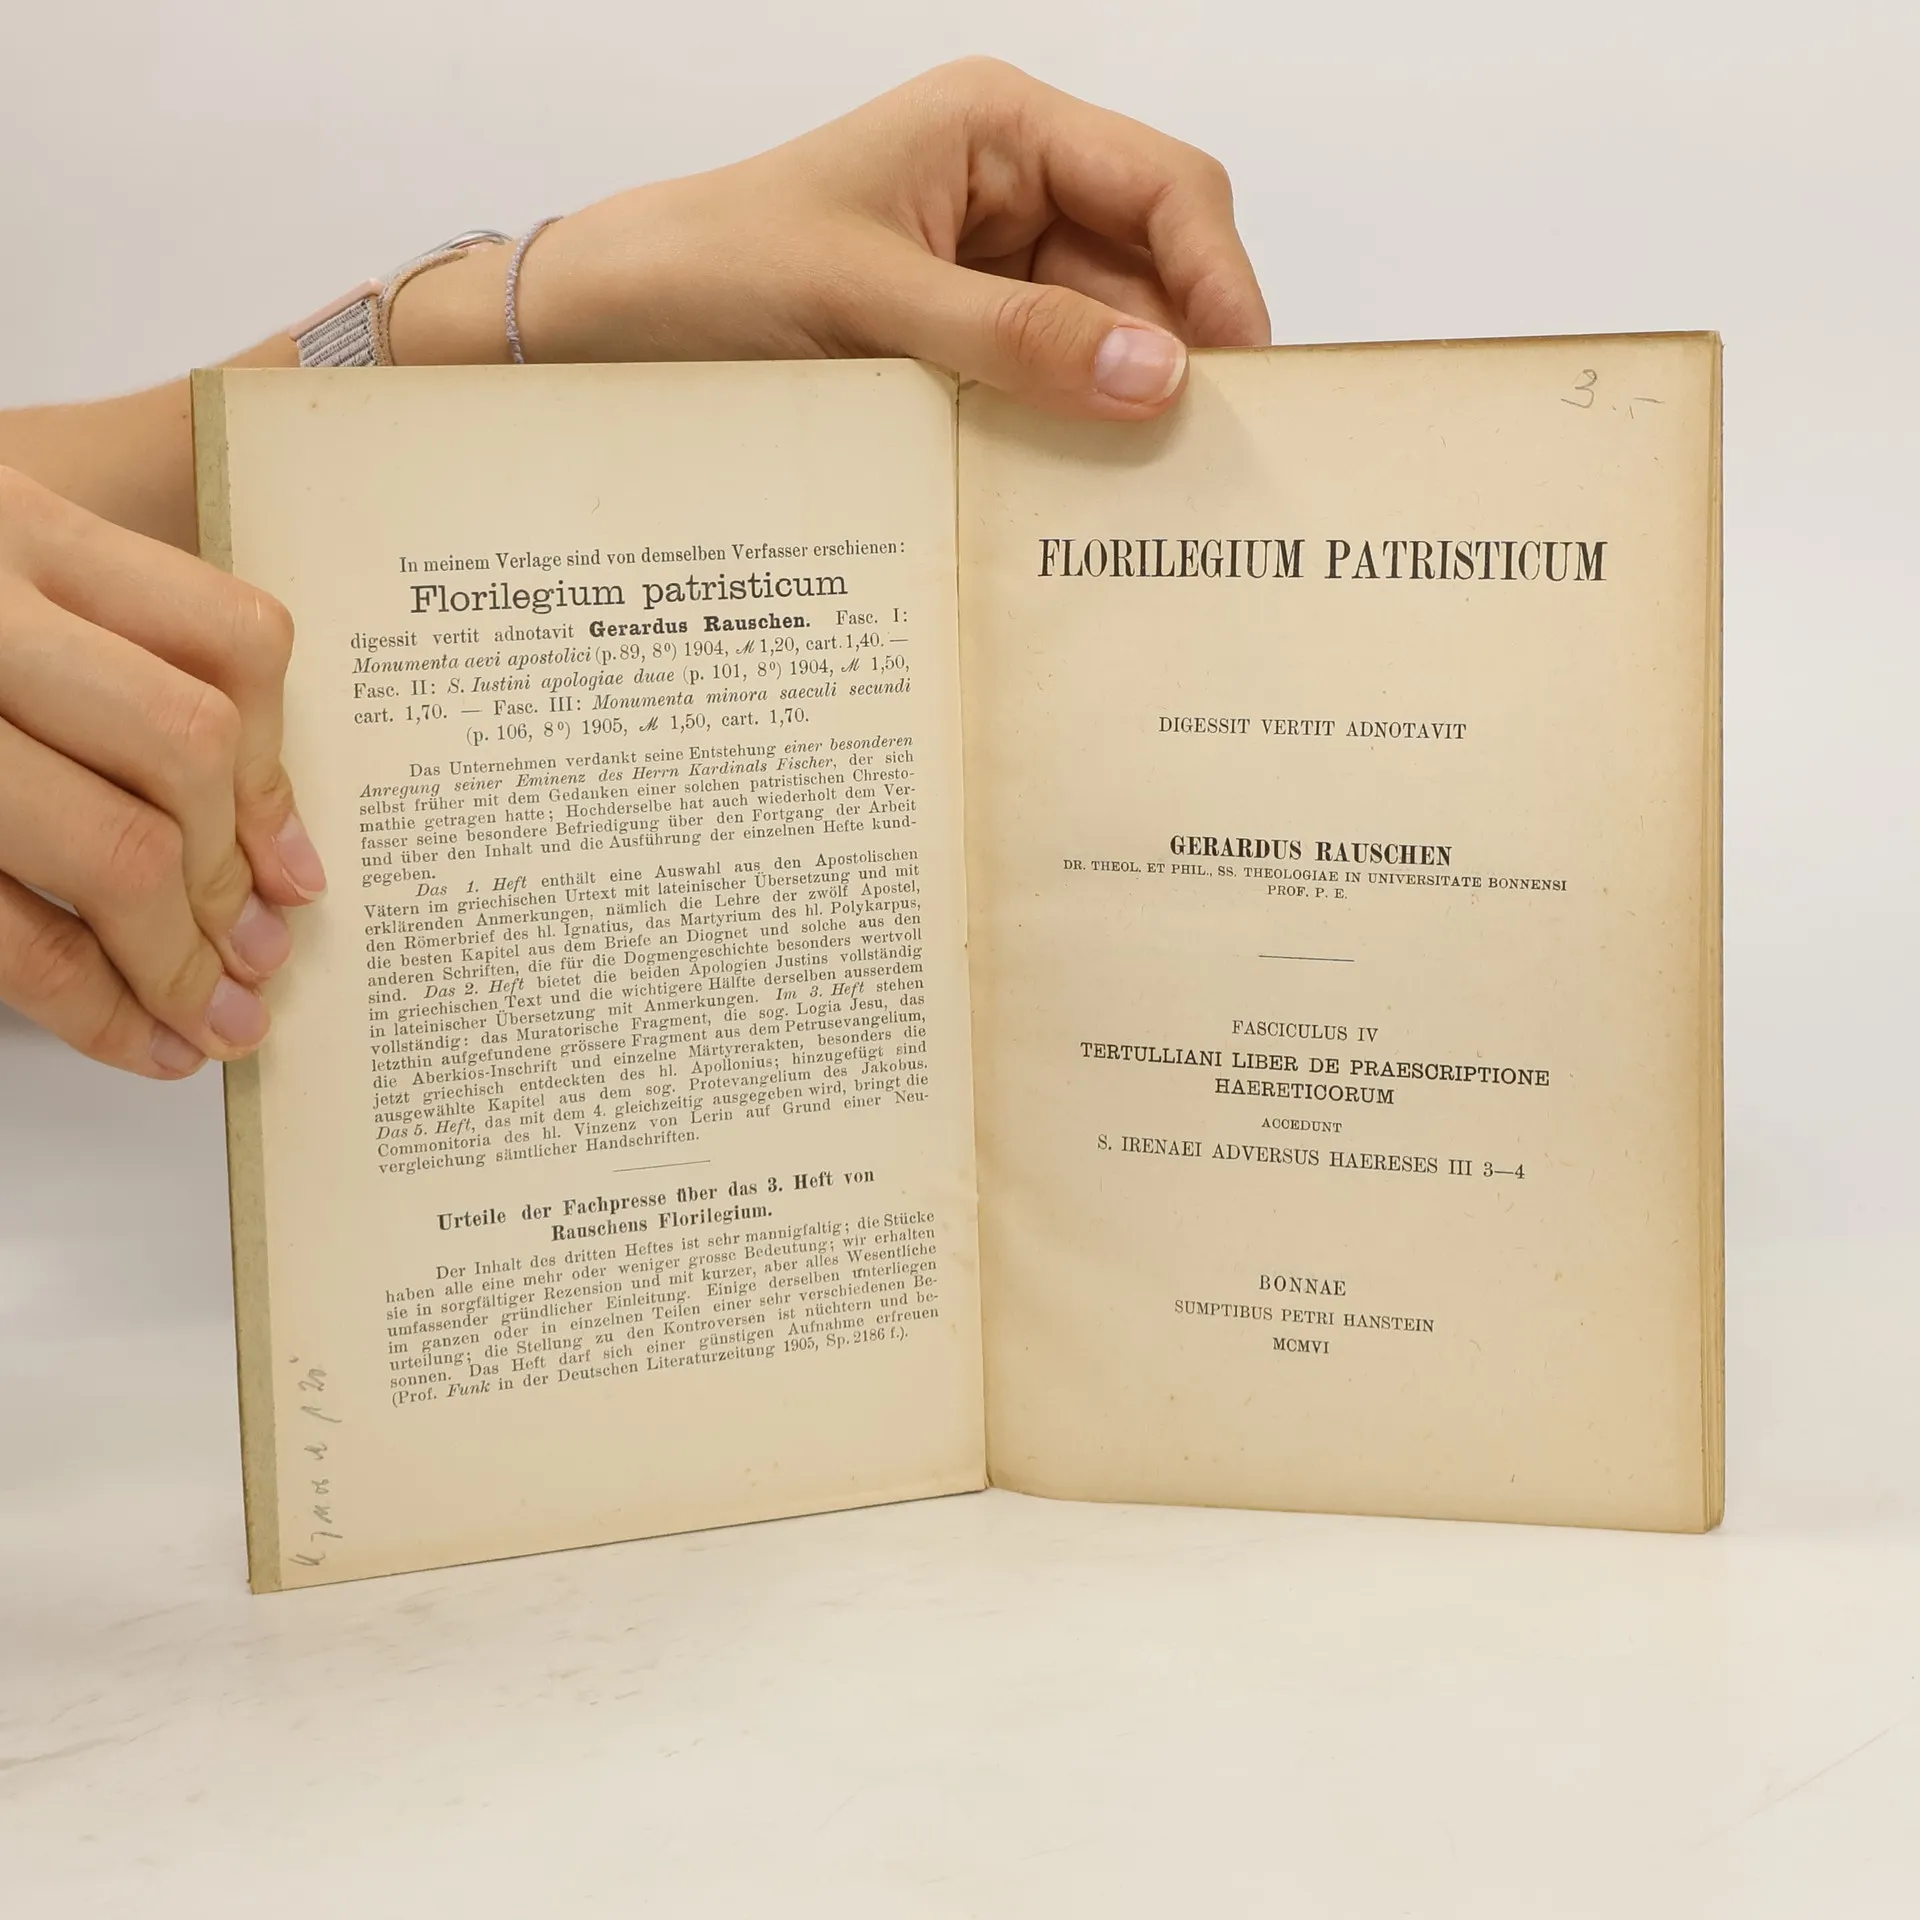 In meinem Verlage sind von demselben Verfasser erschienen:
Florilegium patristicum
digessit vertit adnotavit Gerardus Rauschen. Fasc. I:
Monumenta aevi apostolici (p. 89, 8⁰) 1904, ℳ 1,20, cart. 1,40. —
Fasc. II: S. Iustini apologiae duae (p. 101, 8⁰) 1904, ℳ 1,50,
cart. 1,70. — Fasc. III: Monumenta minora saeculi secundi
(p. 106, 8⁰) 1905, ℳ 1,50, cart. 1,70.
Das Unternehmen verdankt seine Entstehung einer besonderen
Anregung seiner Eminenz des Herrn Kardinals Fischer, der sich
selbst früher mit dem Gedanken einer solchen patristischen Chresto-
mathie getragen hatte; Hochderselbe hat auch wiederholt dem Ver-
fasser seine besondere Befriedigung über den Fortgang der Arbeit
und über den Inhalt und die Ausführung der einzelnen Hefte kund-
gegeben.
Das 1. Heft enthält eine Auswahl aus den Apostolischen
Vätern im griechischen Urtext mit lateinischer Übersetzung und mit
erklärenden Anmerkungen, nämlich die Lehre der zwölf Apostel,
den Römerbrief des hl. Ignatius, das Martyrium des hl. Polykarpus,
die besten Kapitel aus dem Briefe an Diognet und solche aus den
anderen Schriften, die für die Dogmengeschichte besonders wertvoll
sind. Das 2. Heft bietet die beiden Apologien Justins vollständig
im griechischen Text und die wichtigere Hälfte derselben ausserdem
in lateinischer Übersetzung mit Anmerkungen. Im 3. Heft stehen
vollständig: das Muratorische Fragment, die sog. Logia Jesu, das
letzthin aufgefundene grössere Fragment aus dem Petrusevangelium,
die Aberkios-Inschrift und einzelne Märtyrerakten, besonders die
jetzt griechisch entdeckten des hl. Apollonius; hinzugefügt sind
ausgewählte Kapitel aus dem sog. Protevangelium des Jakobus.
Das 5. Heft, das mit dem 4. gleichzeitig ausgegeben wird, bringt die
Commonitoria des hl. Vinzenz von Lerin auf Grund einer Neu-
vergleichung sämtlicher Handschriften.
Urteile der Fachpresse über das 3. Heft von
Rauschens Florilegium.
Der Inhalt des dritten Heftes ist sehr mannigfaltig; die Stücke
haben alle eine mehr oder weniger grosse Bedeutung; wir erhalten
sie in sorgfältiger Rezension und mit kurzer, aber alles Wesentliche
umfassender gründlicher Einleitung. Einige derselben unterliegen
im ganzen oder in einzelnen Teilen einer sehr verschiedenen Be-
urteilung; die Stellung zu den Kontroversen ist nüchtern und be-
sonnen. Das Heft darf sich einer günstigen Aufnahme erfreuen
(Prof. Funk in der Deutschen Literaturzeitung 1905, Sp. 2186 f.).
3.–
FLORILEGIUM PATRISTICUM
DIGESSIT VERTIT ADNOTAVIT
GERARDUS RAUSCHEN
DR. THEOL. ET PHIL., SS. THEOLOGIAE IN UNIVERSITATE BONNENSI
PROF. P. E.
FASCICULUS IV
TERTULLIANI LIBER DE PRAESCRIPTIONE
HAERETICORUM
ACCEDUNT
S. IRENAEI ADVERSUS HAERESES III 3—4
BONNAE
SUMPTIBUS PETRI HANSTEIN
MCMVI